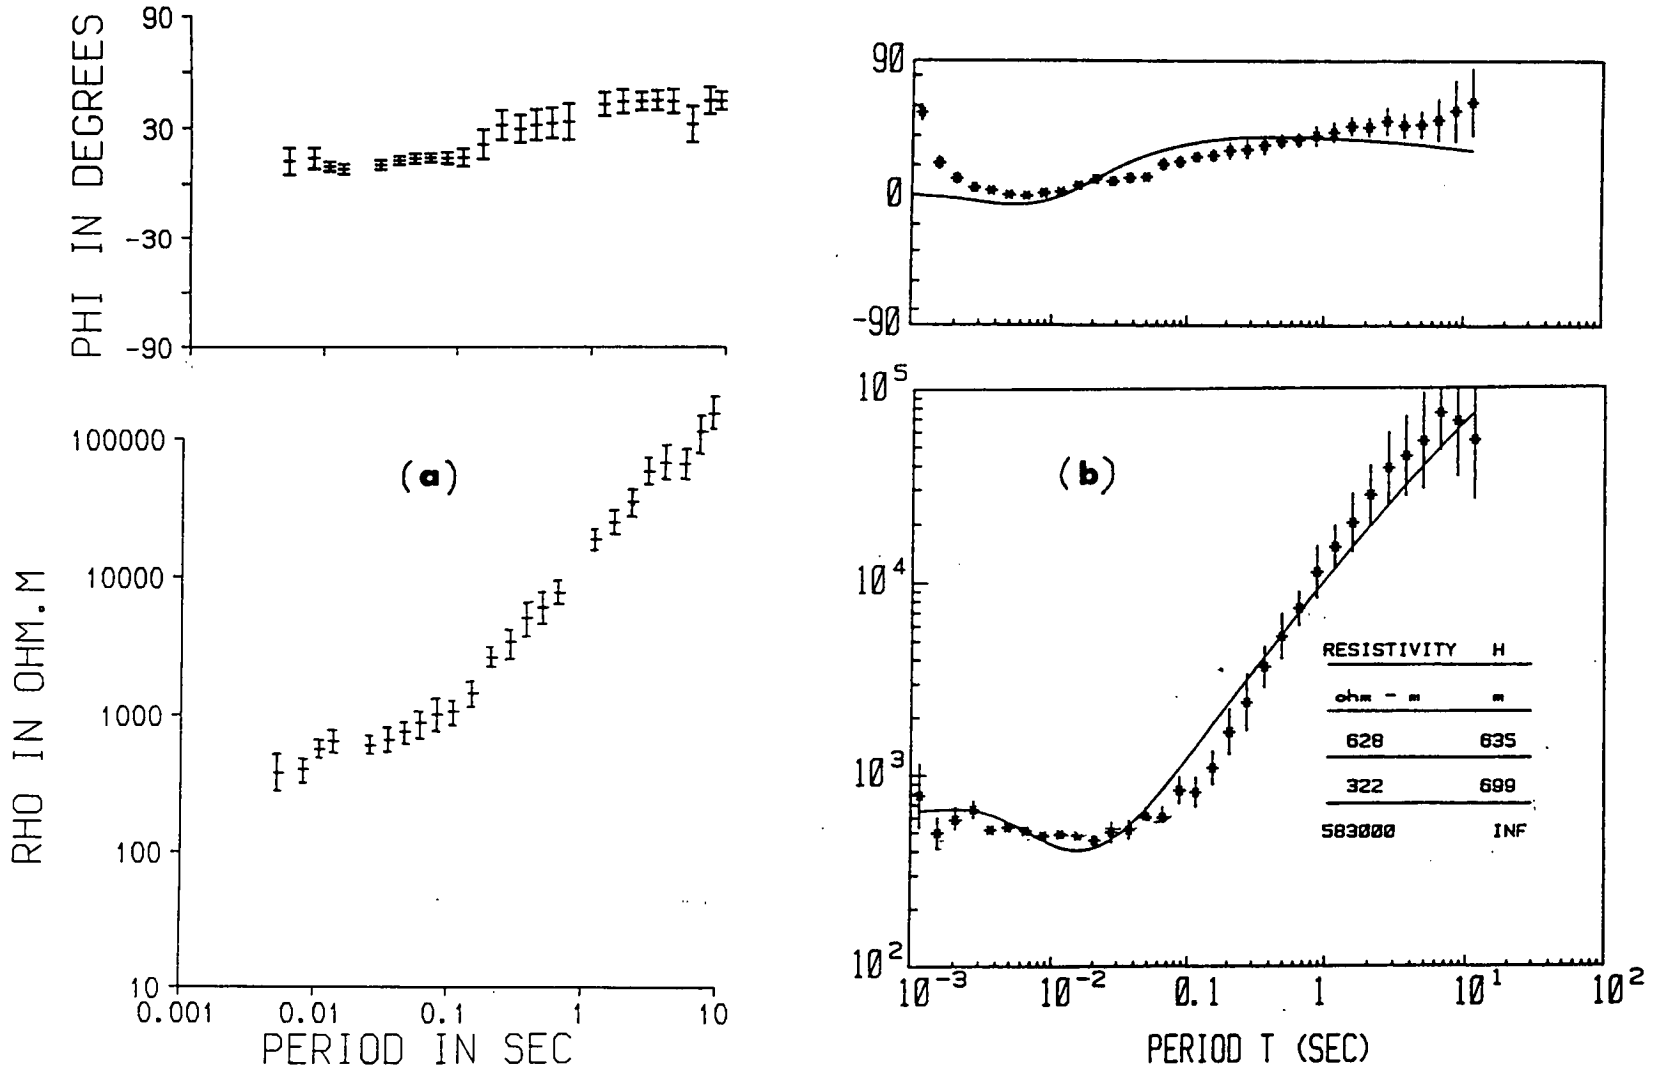 PHI IN DEGREES
90
30
-30
-90
RHO IN OHM.M
100000
10000
1000
100
10
(a)
0.001 0.01 0.1 1 10
PERIOD IN SEC
90
0
-90
10^5
10^4
10^3
10^2
(b)
RESISTIVITY H
ohm - m m
628 635
322 699
583000 INF
10^-3 10^-2 0.1 1 10^1 10^2
PERIOD T (SEC)